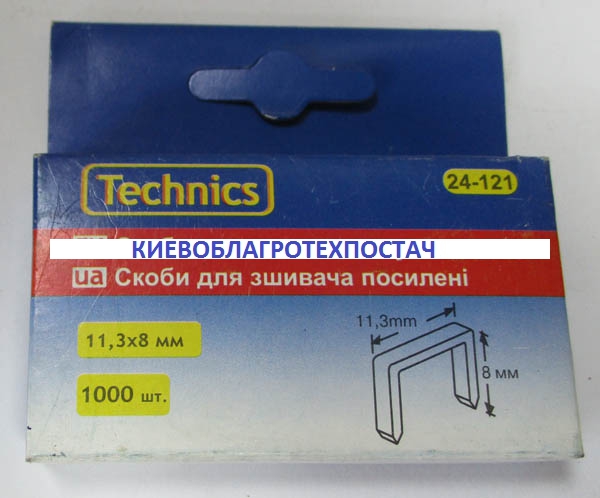 Technics
24-121
КИЕВОБЛАГРОТЕХПОСТАЧ
ua Скоби для зшивача посилені
11,3x8 мм
1000 шт.
11,3mm
8 мм